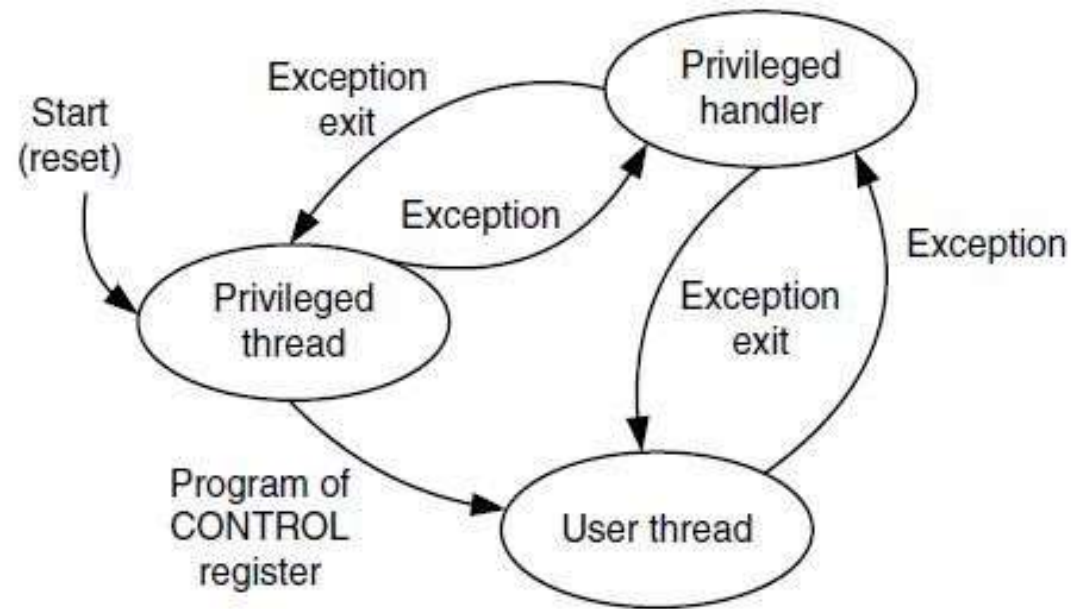 Privileged
handler
Exception
exit
Start
(reset)
Exception
Exception
Privileged
thread
Exception
exit
Program of
CONTROL
register
User thread